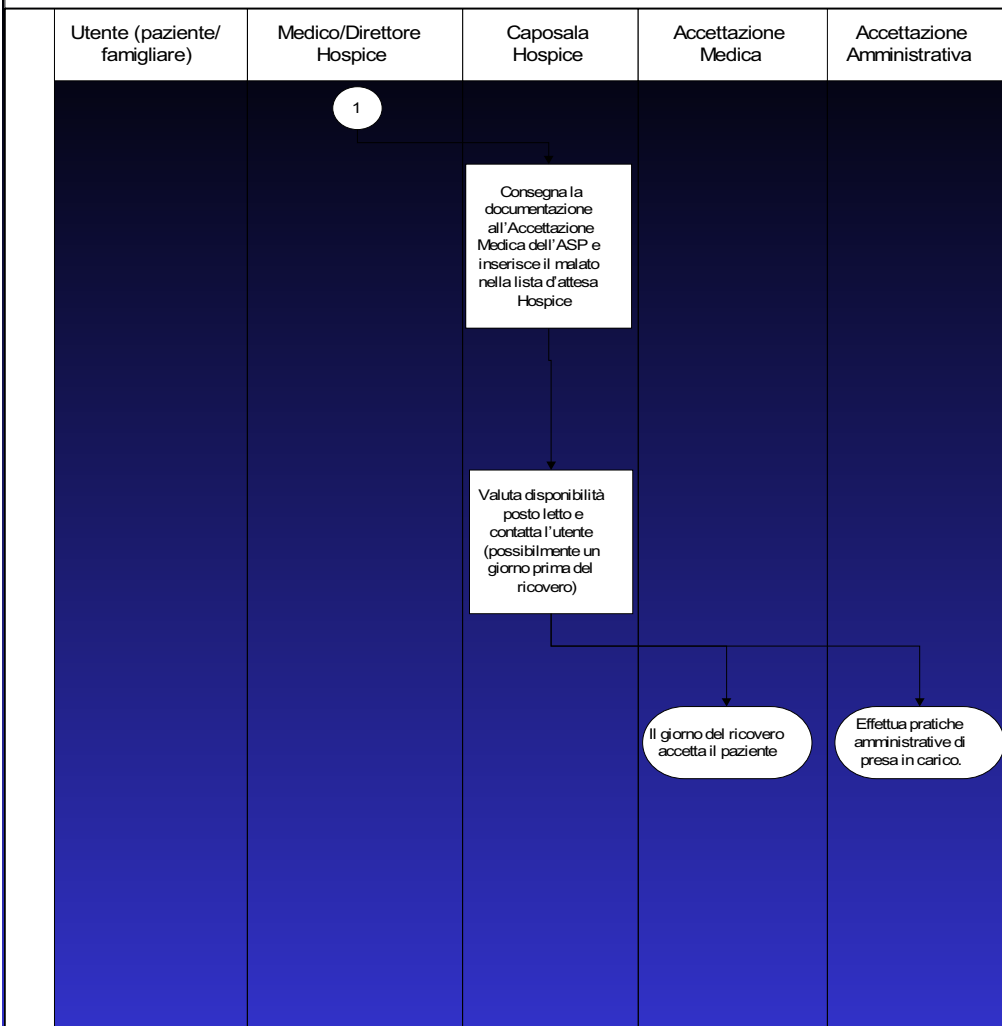 Utente (paziente/
famigliare)
Medico/Direttore
Hospice
Caposala
Hospice
Accettazione
Medica
Accettazione
Amministrativa
1
Consegna la
documentazione
all'Accettazione
Medica dell'ASP e
inserisce il malato
nella lista d'attesa
Hospice
Valuta disponibilità
posto letto e
contatta l'utente
(possibilmente un
giorno prima del
ricovero)
Il giorno del ricovero
accetta il paziente
Effettua pratiche
amministrative di
presa in carico.